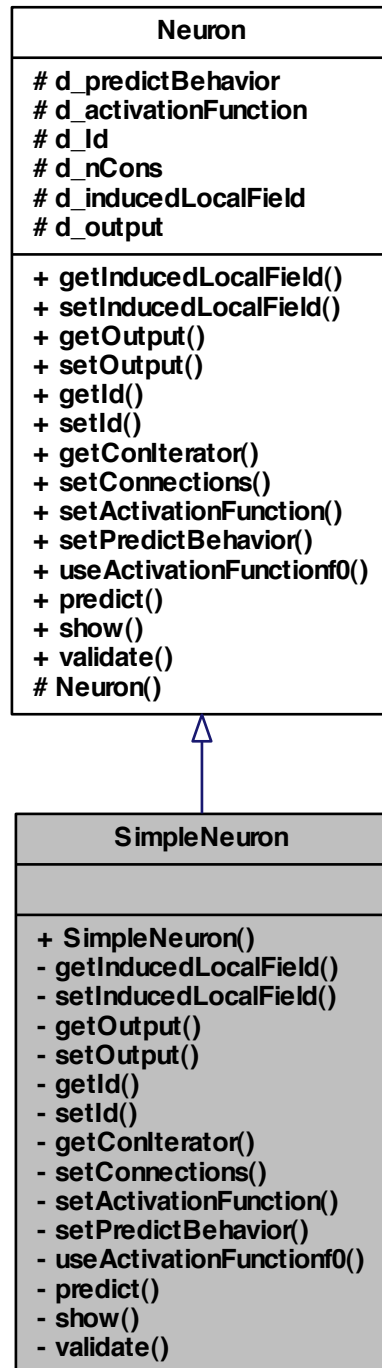 Neuron
# d_predictBehavior
# d_activationFunction
# d_Id
# d_nCons
# d_inducedLocalField
# d_output
+ getInducedLocalField()
+ setInducedLocalField()
+ getOutput()
+ setOutput()
+ getId()
+ setId()
+ getConIterator()
+ setConnections()
+ setActivationFunction()
+ setPredictBehavior()
+ useActivationFunctionf0()
+ predict()
+ show()
+ validate()
# Neuron()
SimpleNeuron
+ SimpleNeuron()
- getInducedLocalField()
- setInducedLocalField()
- getOutput()
- setOutput()
- getId()
- setId()
- getConIterator()
- setConnections()
- setActivationFunction()
- setPredictBehavior()
- useActivationFunctionf0()
- predict()
- show()
- validate()